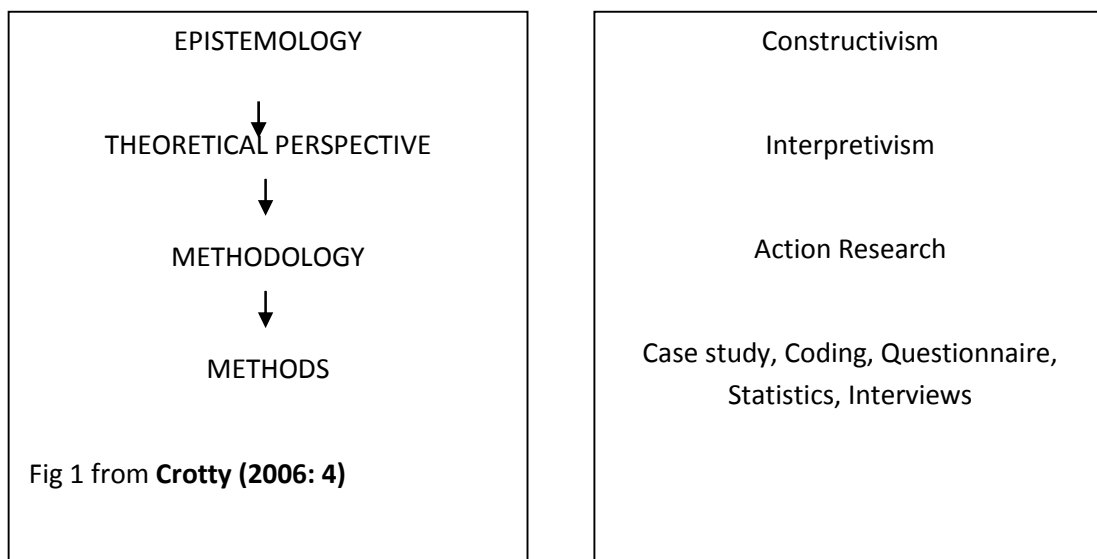 EPISTEMOLOGY
THEORETICAL PERSPECTIVE
METHODOLOGY
METHODS
Fig 1 from Crotty (2006: 4)
Constructivism
Interpretivism
Action Research
Case study, Coding, Questionnaire,
Statistics, Interviews